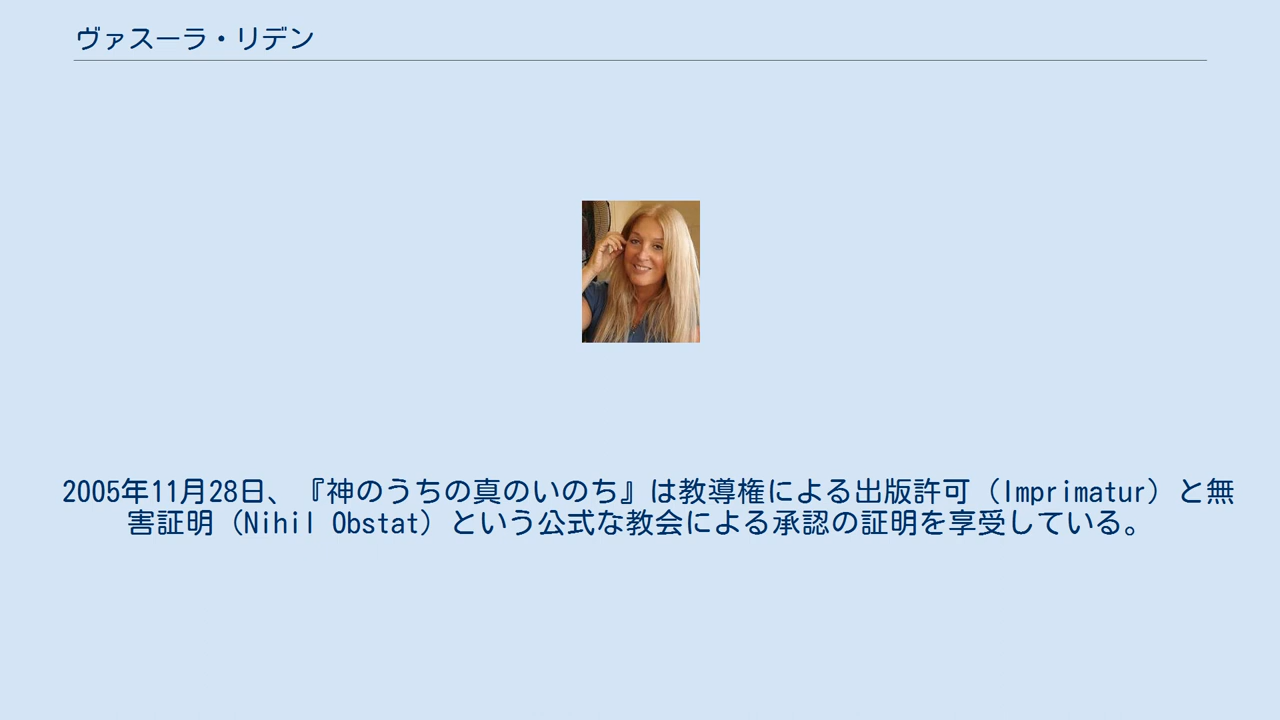 ヴァスーラ・リデン
2005年11月28日、『神のうちの真のいのち』は教導権による出版許可（Imprimatur）と無
害証明（Nihil Obstat）という公式な教会による承認の証明を享受している。